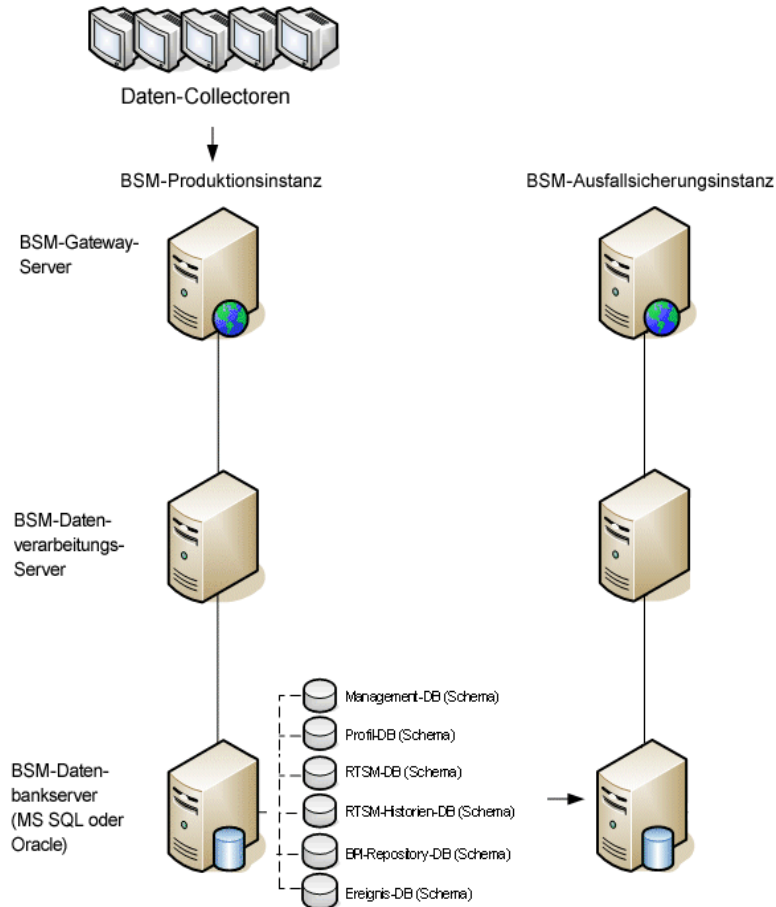 Daten-Collectoren
BSM-Produktionsinstanz
BSM-Ausfallsicherungsinstanz
BSM-Gateway-
Server
BSM-Daten-
verarbeitungs-
Server
BSM-Daten-
bankserver
(MS SQL oder
Oracle)
Management-DB (Schema)
Profil-DB (Schema)
RTSM-DB (Schema)
RTSM-Historien-DB (Schema)
BPI-Repository-DB (Schema)
Ereignis-DB (Schema)